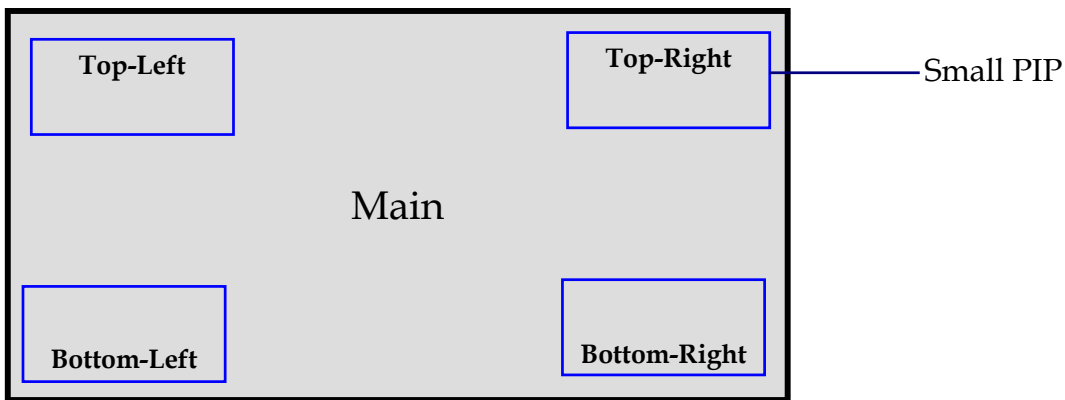 Top-Left
Top-Right
Small PIP
Main
Bottom-Left
Bottom-Right